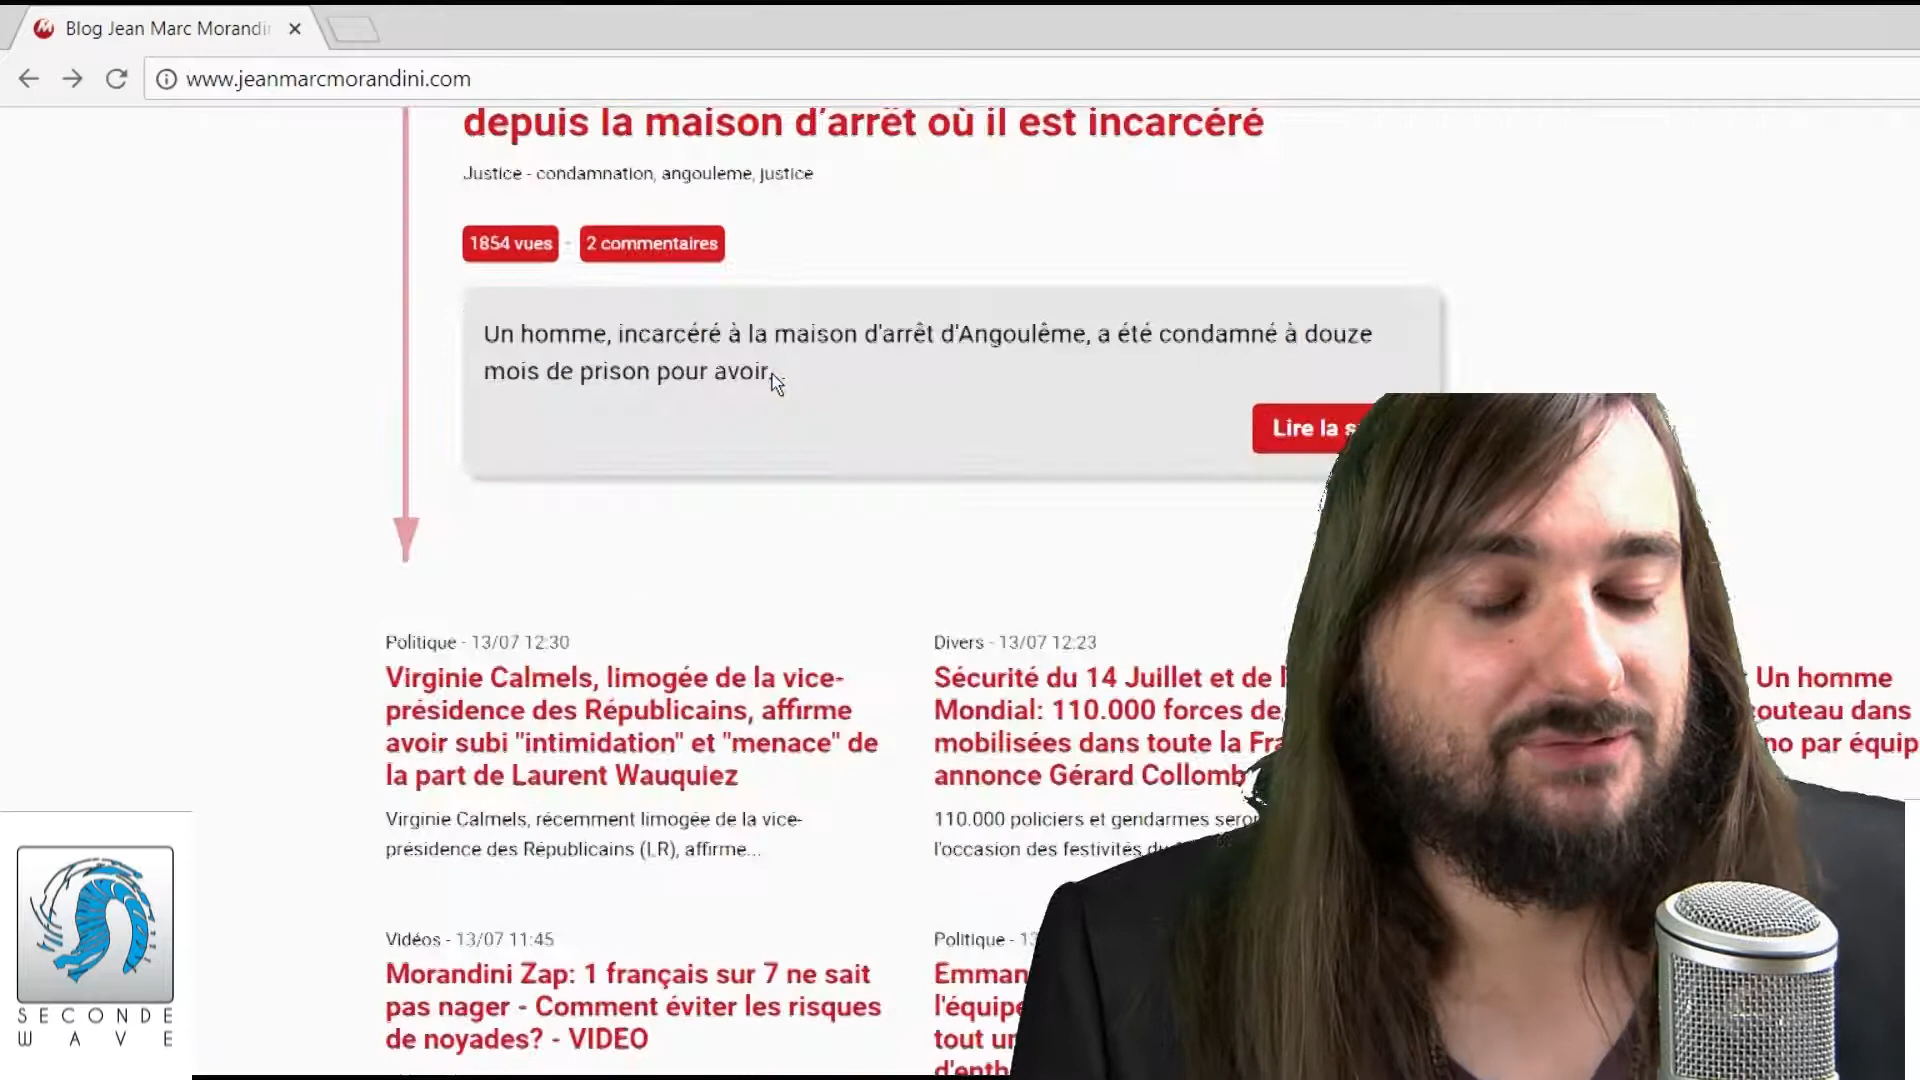 Blog Jean Marc Morandi
www.jeanmarcmorandini.com
depuis la maison d'arrêt où il est incarcéré
Justice - condamnation, angouleme, justice
1854 vues - 2 commentaires
Un homme, incarcéré à la maison d'arrêt d'Angoulême, a été condamné à douze
mois de prison pour avoir
Lire la s
Politique - 13/07 12:30
Virginie Calmels, limogée de la vice-
présidence des Républicains, affirme
avoir subi "intimidation" et "menace" de
la part de Laurent Wauquiez
Virginie Calmels, récemment limogée de la vice-
présidence des Républicains (LR), affirme...
Divers - 13/07 12:23
Sécurité du 14 Juillet et de
Mondial: 110.000 forces de
mobilisées dans toute la Fra
annonce Gérard Collomb
110.000 policiers et gendarmes seron
l'occasion des festivités du
Un homme
couteau dans
no par équip
Vidéos - 13/07 11:45
Morandini Zap: 1 français sur 7 ne sait
pas nager - Comment éviter les risques
de noyades? - VIDEO
Politique - 13
Emman
l'équipe
tout un
d'enth
SECONDE
WAVE